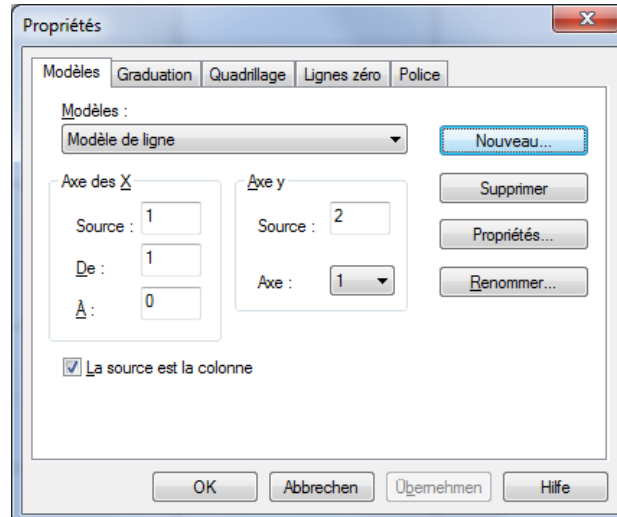 Propriétés
Modèles Graduation Quadrillage Lignes zéro Police
Modèles :
Modèle de ligne
Nouveau...
Supprimer
Propriétés...
Renommer...
Axe des X
Source : 1
De : 1
À : 0
Axe y
Source : 2
Axe : 1
La source est la colonne
OK Abbrechen Übernehmen Hilfe